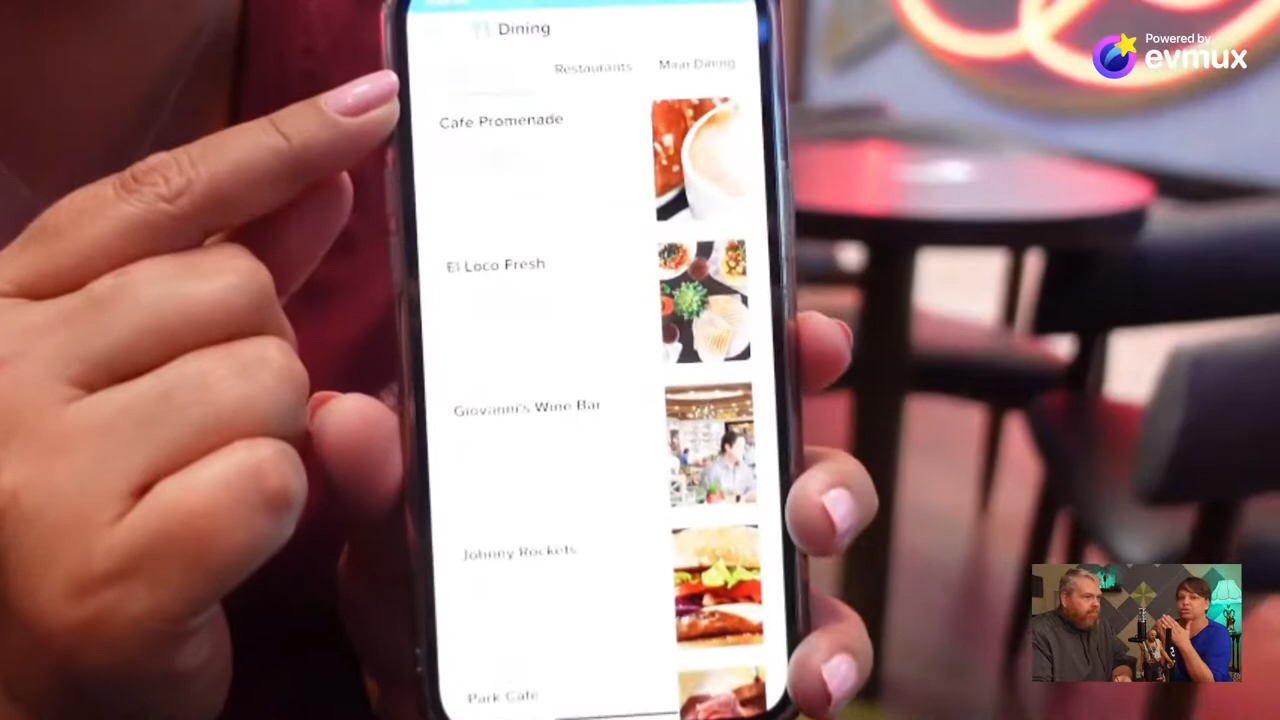 Powered by
evmux
Dining
Restaurants Main Dining
Cafe Promenade
El Loco Fresh
Giovanni's Wine Bar
Johnny Rockets
Park Cafe